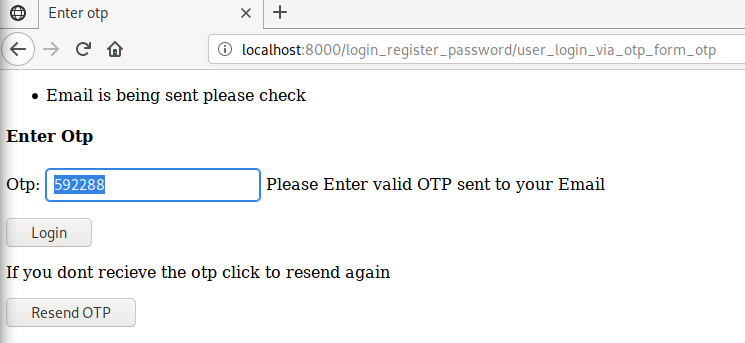 Enter otp
localhost:8000/login_register_password/user_login_via_otp_form_otp
Email is being sent please check
Enter Otp
Otp: 592288 Please Enter valid OTP sent to your Email
Login
If you dont recieve the otp click to resend again
Resend OTP